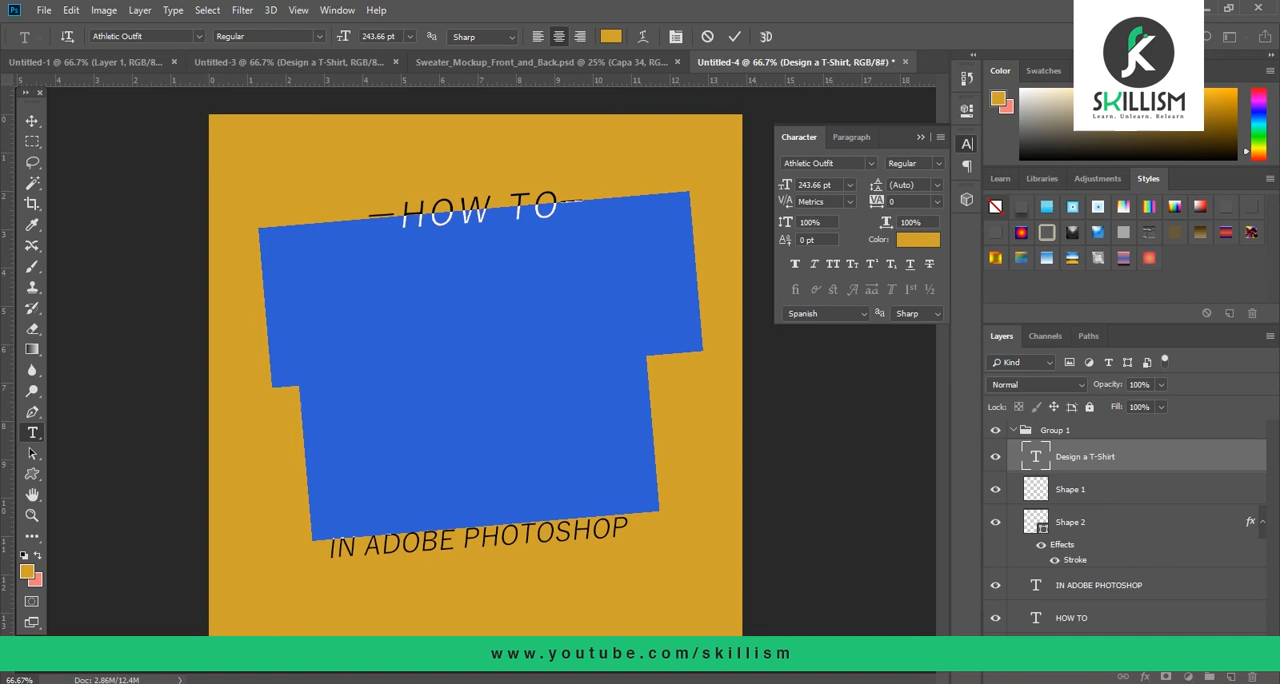 Ps File Edit Image Layer Type Select Filter 3D View Window Help
T Athletic Outfit Regular 243.66 pt aa Sharp 3D
Untitled-1 @ 66.7% (Layer 1, RGB/8... × Untitled-3 @ 66.7% (Design a T-Shirt, RGB/8... × Sweater_Mockup_Front_and_Back.psd @ 25% (Capa 34, RG... × Untitled-4 @ 66.7% (Design a T-Shirt, RGB/8#) * ×
SKILLISM
Learn. Unlearn. Relearn
Color Swatches
Character Paragraph
Athletic Outfit Regular
243.66 pt (Auto)
Metrics 0
100% 100%
0 pt Color:
Spanish aa Sharp
Learn Libraries Adjustments Styles
—HOW TO—
IN ADOBE PHOTOSHOP
Layers Channels Paths
Kind
Normal Opacity: 100%
Lock: Fill: 100%
Group 1
Design a T-Shirt
Shape 1
Shape 2 fx
Effects
Stroke
IN ADOBE PHOTOSHOP
HOW TO
www.youtube.com/skillism
66.67% Doc: 2.86M/12.4M